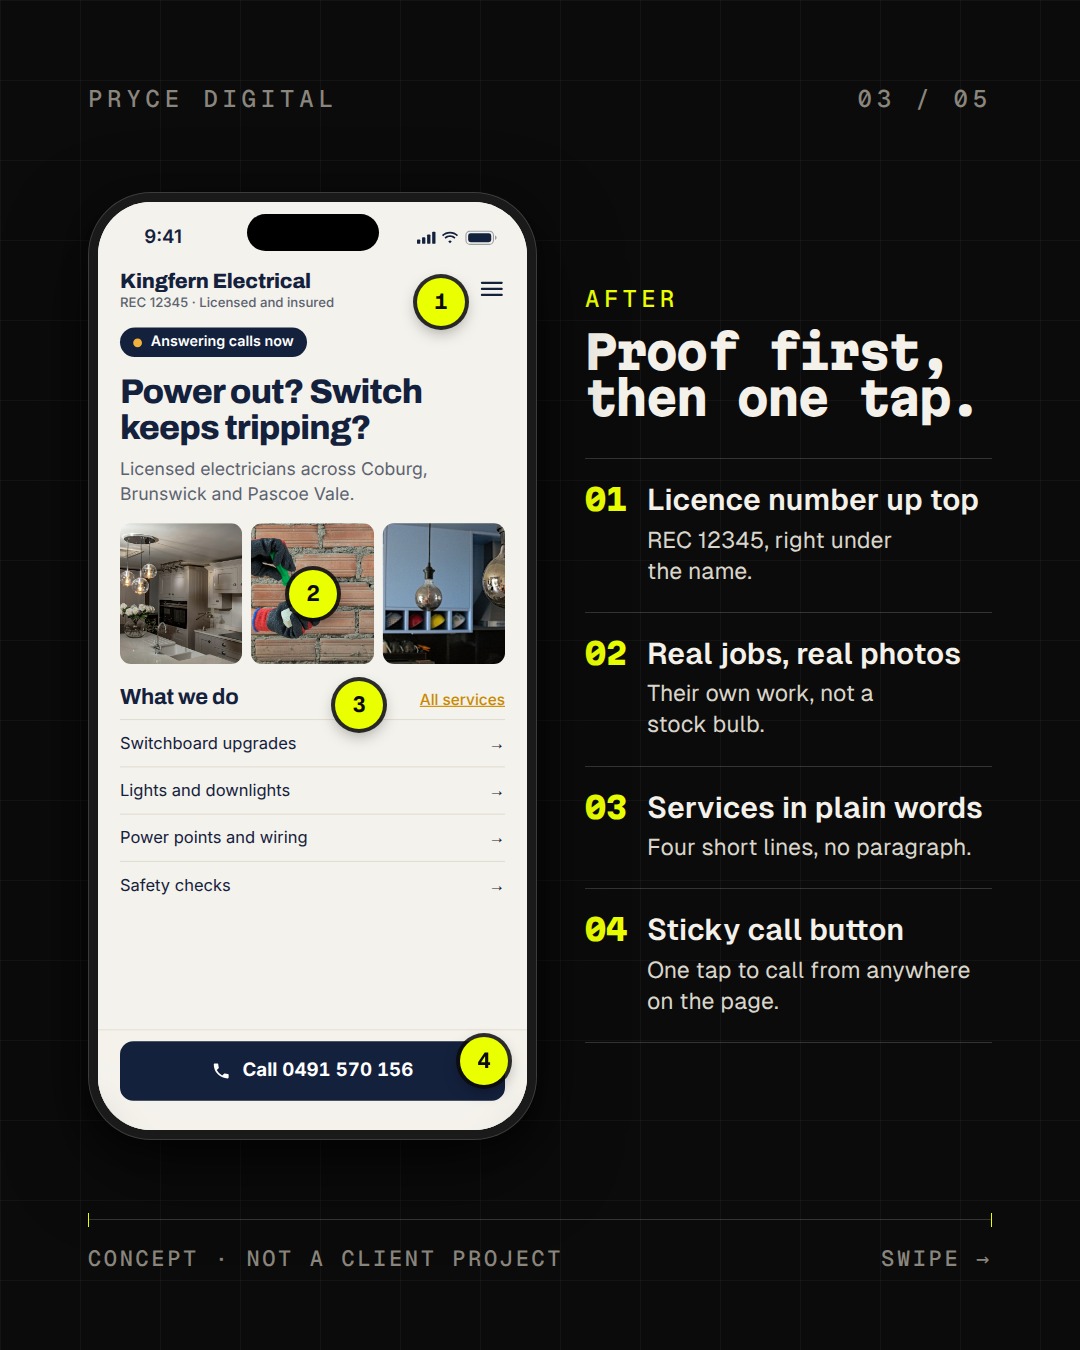 PRYCE DIGITAL
03 / 05
9:41
Kingfern Electrical
REC 12345 · Licensed and insured
1
Answering calls now
Power out? Switch
keeps tripping?
Licensed electricians across Coburg,
Brunswick and Pascoe Vale.
2
What we do
3
All services
Switchboard upgrades →
Lights and downlights →
Power points and wiring →
Safety checks →
Call 0491 570 156
4
AFTER
Proof first,
then one tap.
01 Licence number up top
REC 12345, right under
the name.
02 Real jobs, real photos
Their own work, not a
stock bulb.
03 Services in plain words
Four short lines, no paragraph.
04 Sticky call button
One tap to call from anywhere
on the page.
CONCEPT · NOT A CLIENT PROJECT
SWIPE →